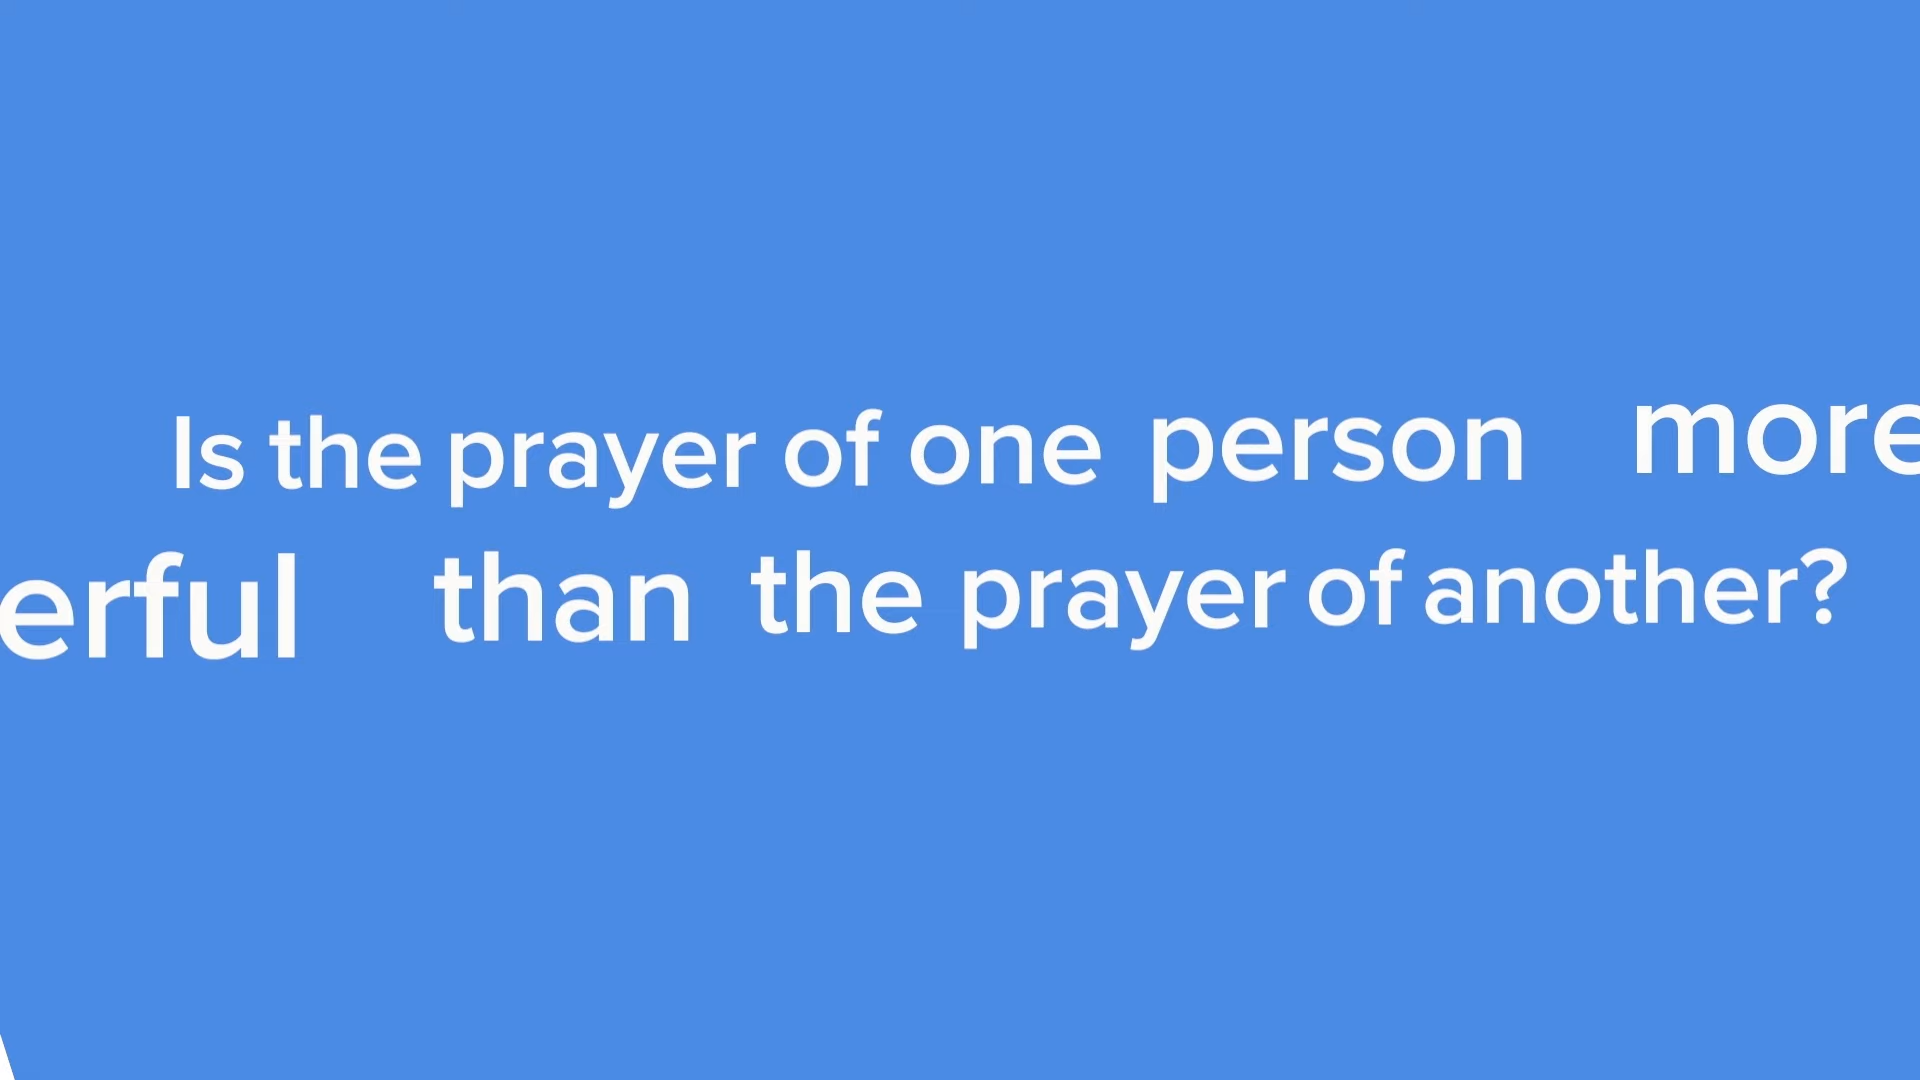 Is the prayer of one person more
erful than the prayer of another?